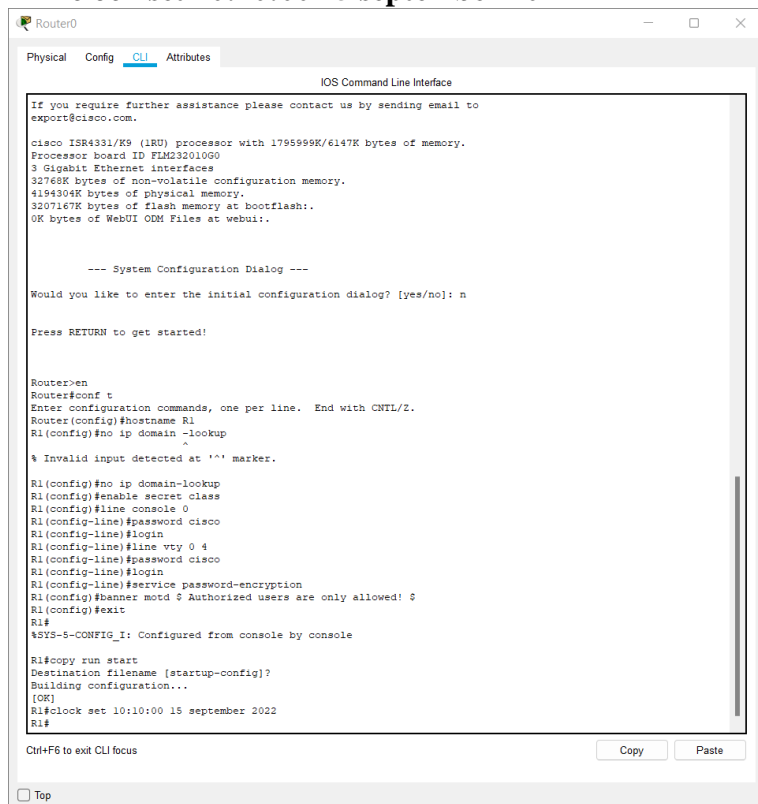 Router0
Physical Config CLI Attributes
IOS Command Line Interface
If you require further assistance please contact us by sending email to
export@cisco.com.
cisco ISR4331/K9 (1RU) processor with 1795999K/6147K bytes of memory.
Processor board ID FLM232010G0
3 Gigabit Ethernet interfaces
32768K bytes of non-volatile configuration memory.
4194304K bytes of physical memory.
3207167K bytes of flash memory at bootflash:.
0K bytes of WebUI ODM Files at webui:.
--- System Configuration Dialog ---
Would you like to enter the initial configuration dialog? [yes/no]: n
Press RETURN to get started!
Router>en
Router#conf t
Enter configuration commands, one per line. End with CNTL/Z.
Router(config)#hostname R1
R1(config)#no ip domain -lookup
^
% Invalid input detected at '^' marker.
R1(config)#no ip domain-lookup
R1(config)#enable secret class
R1(config)#line console 0
R1(config-line)#password cisco
R1(config-line)#login
R1(config-line)#line vty 0 4
R1(config-line)#password cisco
R1(config-line)#login
R1(config-line)#service password-encryption
R1(config)#banner motd $ Authorized users are only allowed! $
R1(config)#exit
R1#
%SYS-5-CONFIG_I: Configured from console by console
R1#copy run start
Destination filename [startup-config]?
Building configuration...
[OK]
R1#clock set 10:10:00 15 september 2022
R1#
Ctrl+F6 to exit CLI focus
Copy Paste
Top